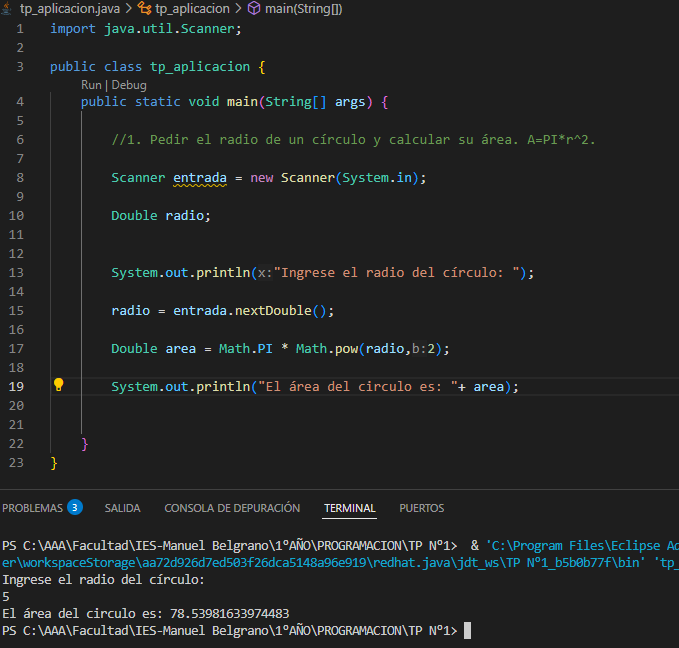 tp_aplicacion.java > tp_aplicacion > main(String[])
1 import java.util.Scanner;
2
3 public class tp_aplicacion {
Run | Debug
4 public static void main(String[] args) {
5
6 //1. Pedir el radio de un círculo y calcular su área. A=PI*r^2.
7
8 Scanner entrada = new Scanner(System.in);
9
10 Double radio;
11
12
13 System.out.println(x:"Ingrese el radio del círculo: ");
14
15 radio = entrada.nextDouble();
16
17 Double area = Math.PI * Math.pow(radio,b:2);
18
19 System.out.println("El área del circulo es: "+ area);
20
21
22 }
23 }
PROBLEMAS 3 SALIDA CONSOLA DE DEPURACIÓN TERMINAL PUERTOS
PS C:\AAA\Facultad\IES-Manuel Belgrano\1ºAÑO\PROGRAMACION\TP Nº1> & 'C:\Program Files\Eclipse Ad
er\workspaceStorage\aa72d926d7ed503f26dca5148a96e919\redhat.java\jdt_ws\TP Nº1_b5b0b77f\bin' 'tp_
Ingrese el radio del círculo:
5
El área del circulo es: 78.53981633974483
PS C:\AAA\Facultad\IES-Manuel Belgrano\1ºAÑO\PROGRAMACION\TP Nº1>